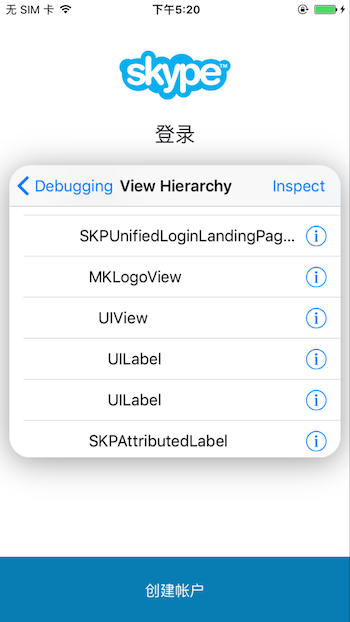 无 SIM 卡 下午5:20
skype™
登录
Debugging View Hierarchy Inspect
SKPUnifiedLoginLandingPag...
MKLogoView
UIView
UILabel
UILabel
SKPAttributedLabel
创建帐户